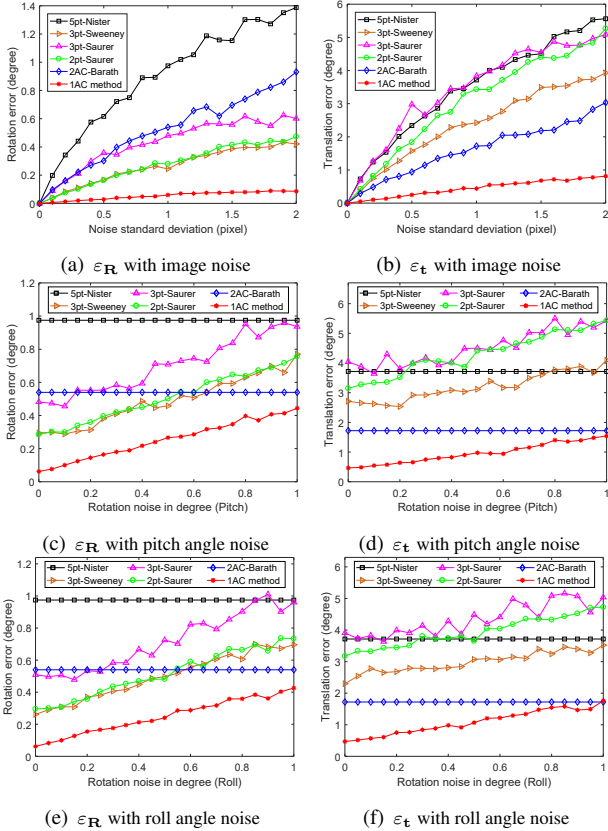 1.4
1.2
1
0.8
0.6
0.4
0.2
0
0 0.5 1 1.5 2
Rotation error (degree)
Noise standard deviation (pixel)
5pt-Nister
3pt-Sweeney
3pt-Saurer
2pt-Saurer
2AC-Barath
1AC method
(a) εR with image noise
6
5
4
3
2
1
0
0 0.5 1 1.5 2
Translation error (degree)
Noise standard deviation (pixel)
5pt-Nister
3pt-Sweeney
3pt-Saurer
2pt-Saurer
2AC-Barath
1AC method
(b) εt with image noise
1.2
1
0.8
0.6
0.4
0.2
0
0 0.2 0.4 0.6 0.8 1
Rotation error (degree)
Rotation noise in degree (Pitch)
5pt-Nister 3pt-Saurer 2AC-Barath
3pt-Sweeney 2pt-Saurer 1AC method
(c) εR with pitch angle noise
6
5
4
3
2
1
0
0 0.2 0.4 0.6 0.8 1
Translation error (degree)
Rotation noise in degree (Pitch)
5pt-Nister 3pt-Saurer 2AC-Barath
3pt-Sweeney 2pt-Saurer 1AC method
(d) εt with pitch angle noise
1.2
1
0.8
0.6
0.4
0.2
0
0 0.2 0.4 0.6 0.8 1
Rotation error (degree)
Rotation noise in degree (Roll)
5pt-Nister 3pt-Saurer 2AC-Barath
3pt-Sweeney 2pt-Saurer 1AC method
(e) εR with roll angle noise
6
5
4
3
2
1
0
0 0.2 0.4 0.6 0.8 1
Translation error (degree)
Rotation noise in degree (Roll)
5pt-Nister 3pt-Saurer 2AC-Barath
3pt-Sweeney 2pt-Saurer 1AC method
(f) εt with roll angle noise